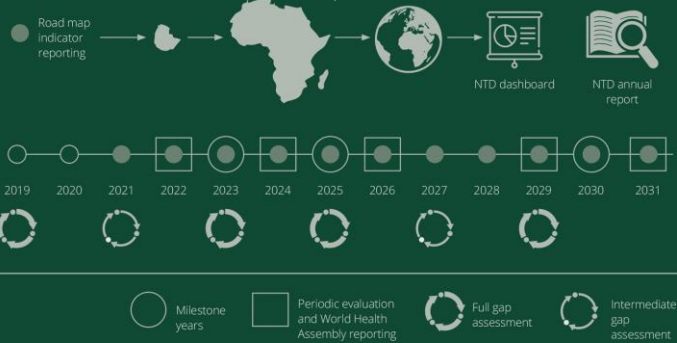 Road map
indicator
reporting
NTD dashboard
NTD annual
report
2019 2020 2021 2022 2023 2024 2025 2026 2027 2028 2029 2030 2031
Milestone
years
Periodic evaluation
and World Health
Assembly reporting
Full gap
assessment
Intermediate
gap
assessment